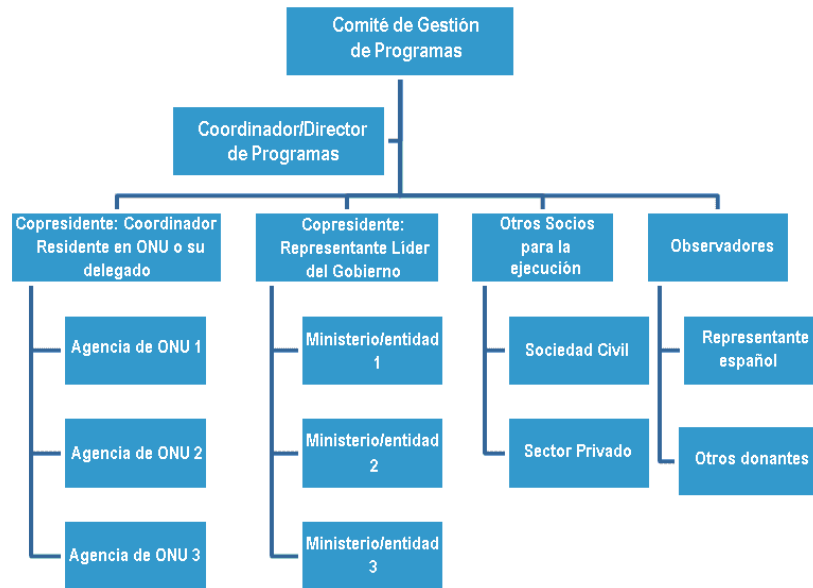 Comité de Gestión
de Programas
Coordinador/Director
de Programas
Copresidente: Coordinador
Residente en ONU o su
delegado
Copresidente:
Representante Líder
del Gobierno
Otros Socios
para la
ejecución
Observadores
Agencia de ONU 1
Agencia de ONU 2
Agencia de ONU 3
Ministerio/entidad
1
Ministerio/entidad
2
Ministerio/entidad
3
Sociedad Civil
Sector Privado
Representante
español
Otros donantes